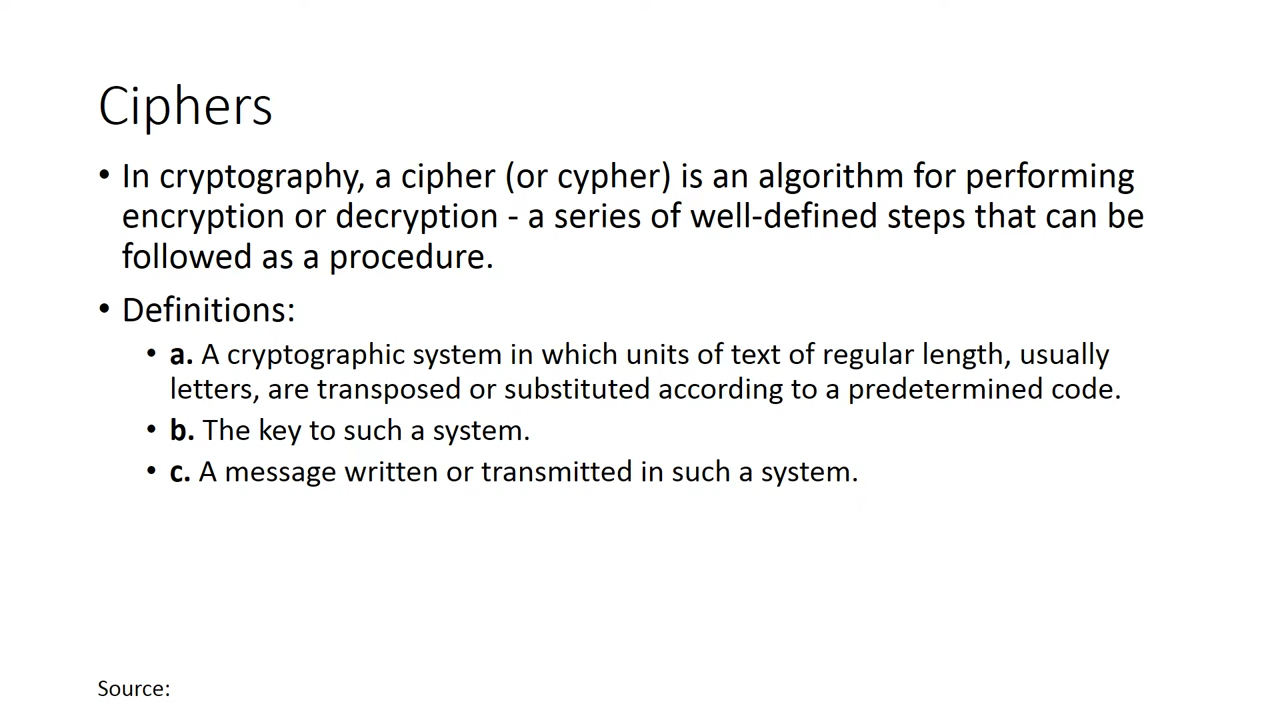 Ciphers
• In cryptography, a cipher (or cypher) is an algorithm for performing
encryption or decryption - a series of well-defined steps that can be
followed as a procedure.
• Definitions:
• a. A cryptographic system in which units of text of regular length, usually
letters, are transposed or substituted according to a predetermined code.
• b. The key to such a system.
• c. A message written or transmitted in such a system.
Source: